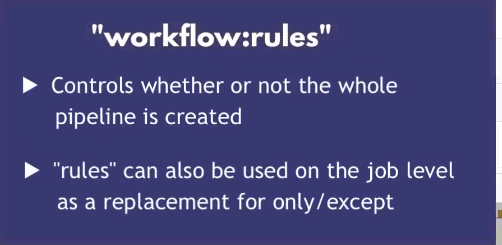 "workflow:rules"
▶ Controls whether or not the whole
pipeline is created
▶ "rules" can also be used on the job level
as a replacement for only/except